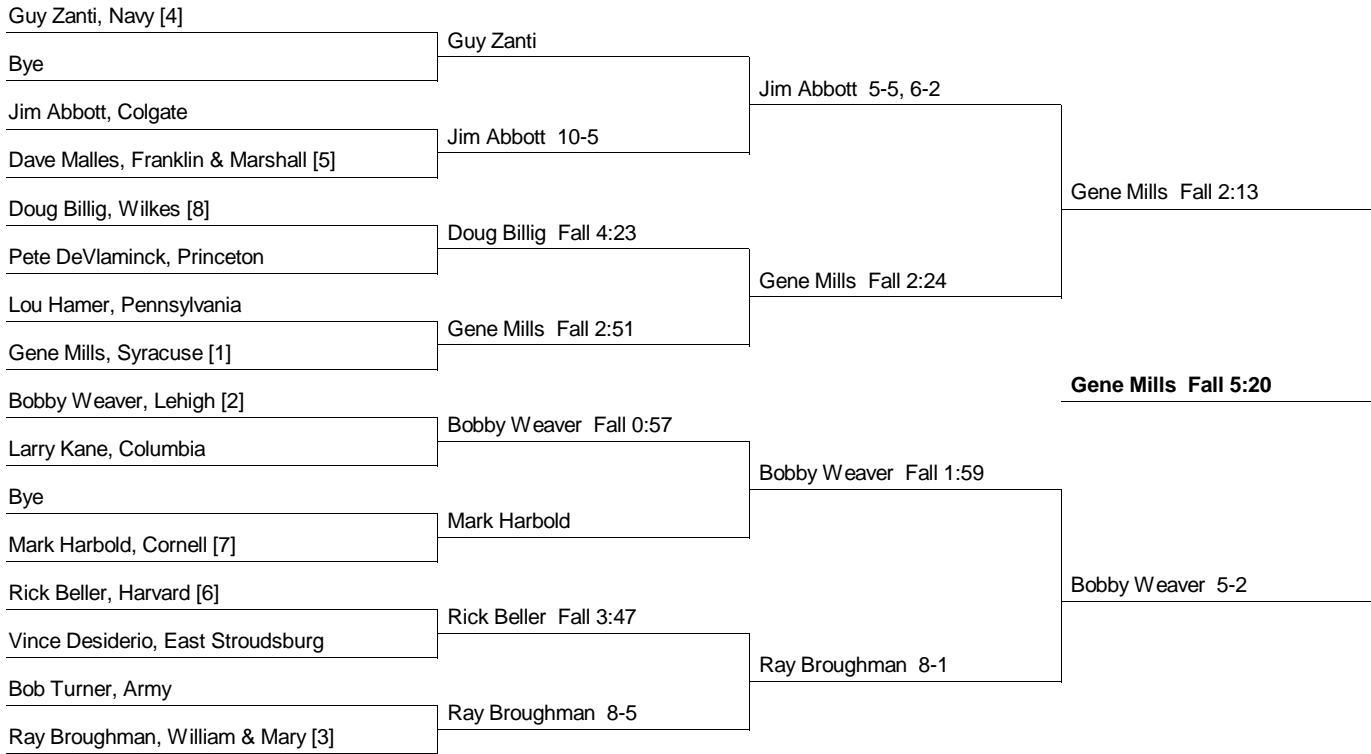 Guy Zanti, Navy [4]
Guy Zanti
Bye
Jim Abbott  5-5, 6-2
Jim Abbott, Colgate
Jim Abbott  10-5
Dave Malles, Franklin & Marshall [5]
Gene Mills  Fall 2:13
Doug Billig, Wilkes [8]
Doug Billig  Fall 4:23
Pete DeVlaminck, Princeton
Gene Mills  Fall 2:24
Lou Hamer, Pennsylvania
Gene Mills  Fall 2:51
Gene Mills, Syracuse [1]
Gene Mills  Fall 5:20
Bobby Weaver, Lehigh [2]
Bobby Weaver  Fall 0:57
Larry Kane, Columbia
Bobby Weaver  Fall 1:59
Bye
Mark Harbold
Mark Harbold, Cornell [7]
Bobby Weaver  5-2
Rick Beller, Harvard [6]
Rick Beller  Fall 3:47
Vince Desiderio, East Stroudsburg
Ray Broughman  8-1
Bob Turner, Army
Ray Broughman  8-5
Ray Broughman, William & Mary [3]